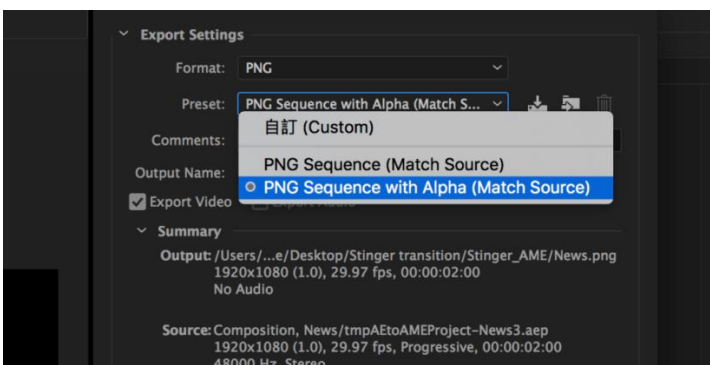 Export Settings
Format: PNG
Preset: PNG Sequence with Alpha (Match S...
自訂 (Custom)
Comments:
PNG Sequence (Match Source)
Output Name:
PNG Sequence with Alpha (Match Source)
Export Video Export Audio
Summary
Output: /Users/...e/Desktop/Stinger transition/Stinger_AME/News.png
1920x1080 (1.0), 29.97 fps, 00:00:02:00
No Audio
Source: Composition, News/tmpAEtoAMEProject-News3.aep
1920x1080 (1.0), 29.97 fps, Progressive, 00:00:02:00
48000 Hz, Stereo